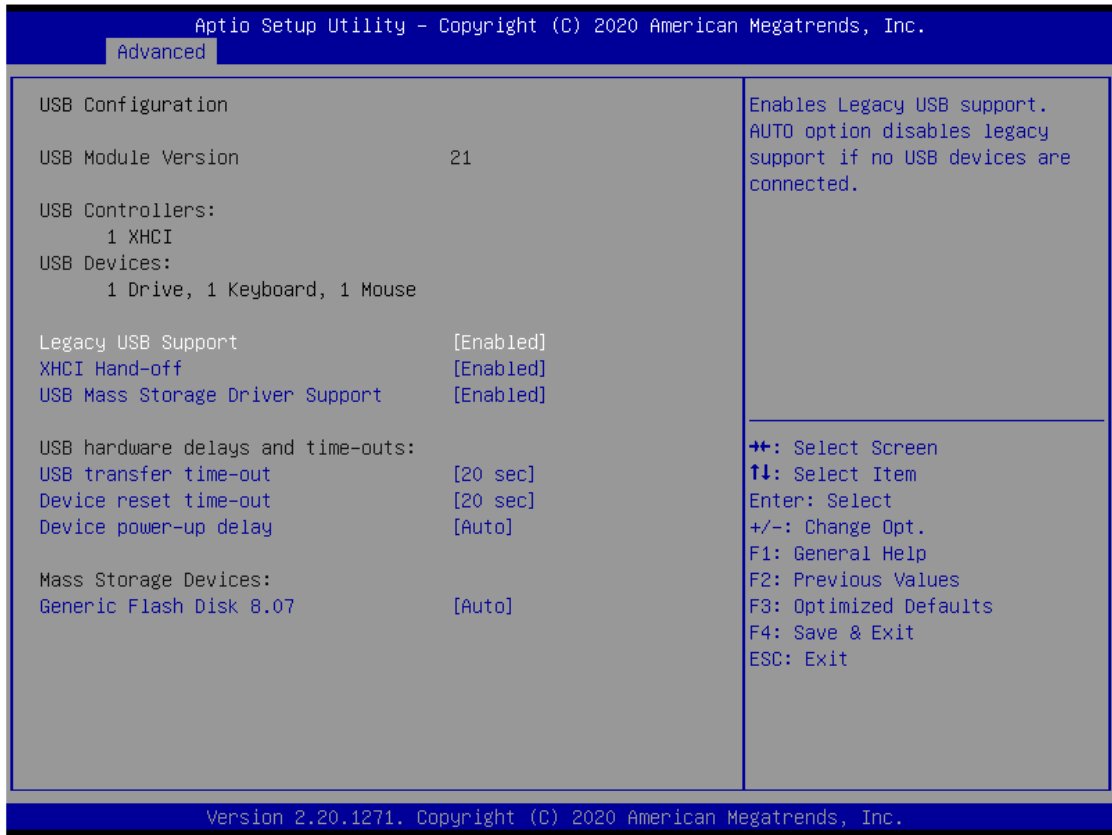 Aptio Setup Utility – Copyright (C) 2020 American Megatrends, Inc.
Advanced
USB Configuration
USB Module Version 21
USB Controllers:
1 XHCI
USB Devices:
1 Drive, 1 Keyboard, 1 Mouse
Legacy USB Support [Enabled]
XHCI Hand-off [Enabled]
USB Mass Storage Driver Support [Enabled]
USB hardware delays and time-outs:
USB transfer time-out [20 sec]
Device reset time-out [20 sec]
Device power-up delay [Auto]
Mass Storage Devices:
Generic Flash Disk 8.07 [Auto]
Enables Legacy USB support.
AUTO option disables legacy
support if no USB devices are
connected.
→←: Select Screen
↑↓: Select Item
Enter: Select
+/-: Change Opt.
F1: General Help
F2: Previous Values
F3: Optimized Defaults
F4: Save & Exit
ESC: Exit
Version 2.20.1271. Copyright (C) 2020 American Megatrends, Inc.